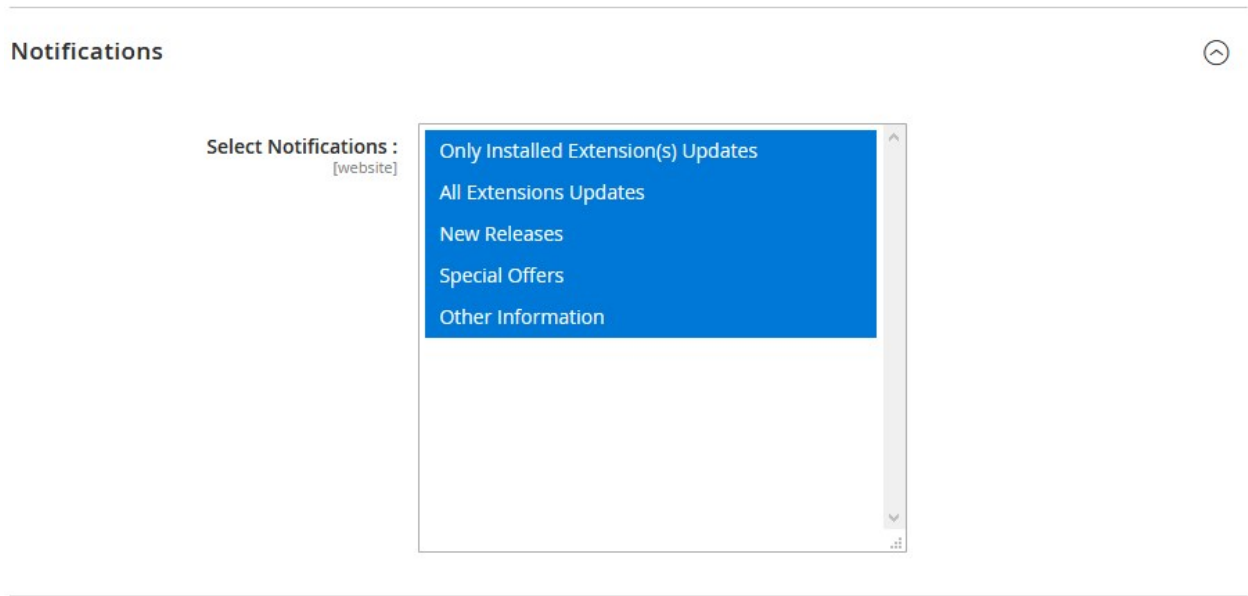 Notifications
Select Notifications :
[website]
Only Installed Extension(s) Updates
All Extensions Updates
New Releases
Special Offers
Other Information